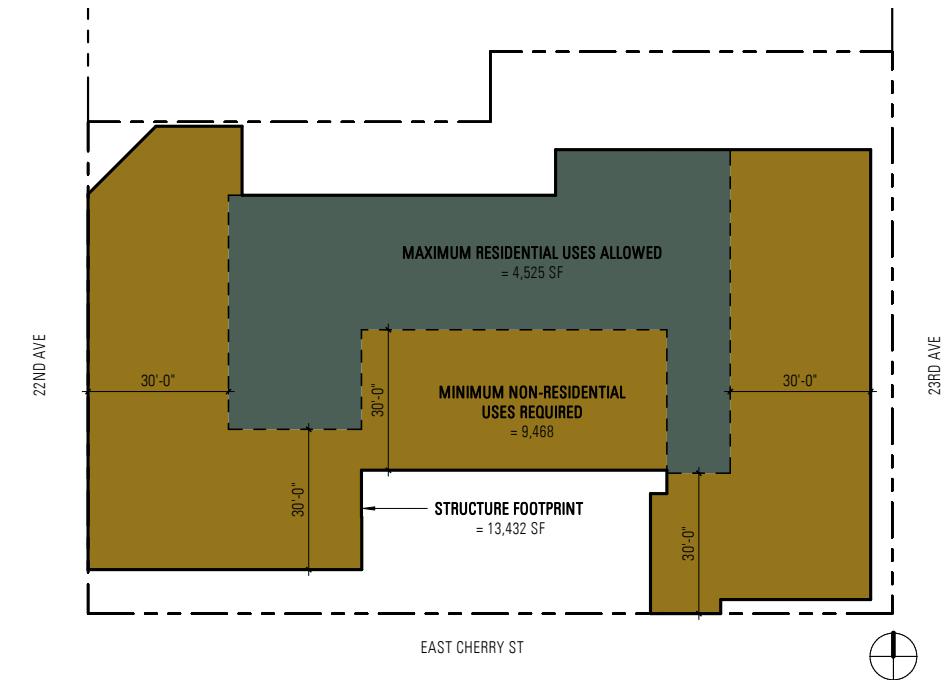 MAXIMUM RESIDENTIAL USES ALLOWED
= 4,525 SF
22ND AVE
23RD AVE
30'-0"
30'-0"
30'-0"
MINIMUM NON-RESIDENTIAL
USES REQUIRED
= 9,468
30'-0"
STRUCTURE FOOTPRINT
= 13,432 SF
30'-0"
EAST CHERRY ST